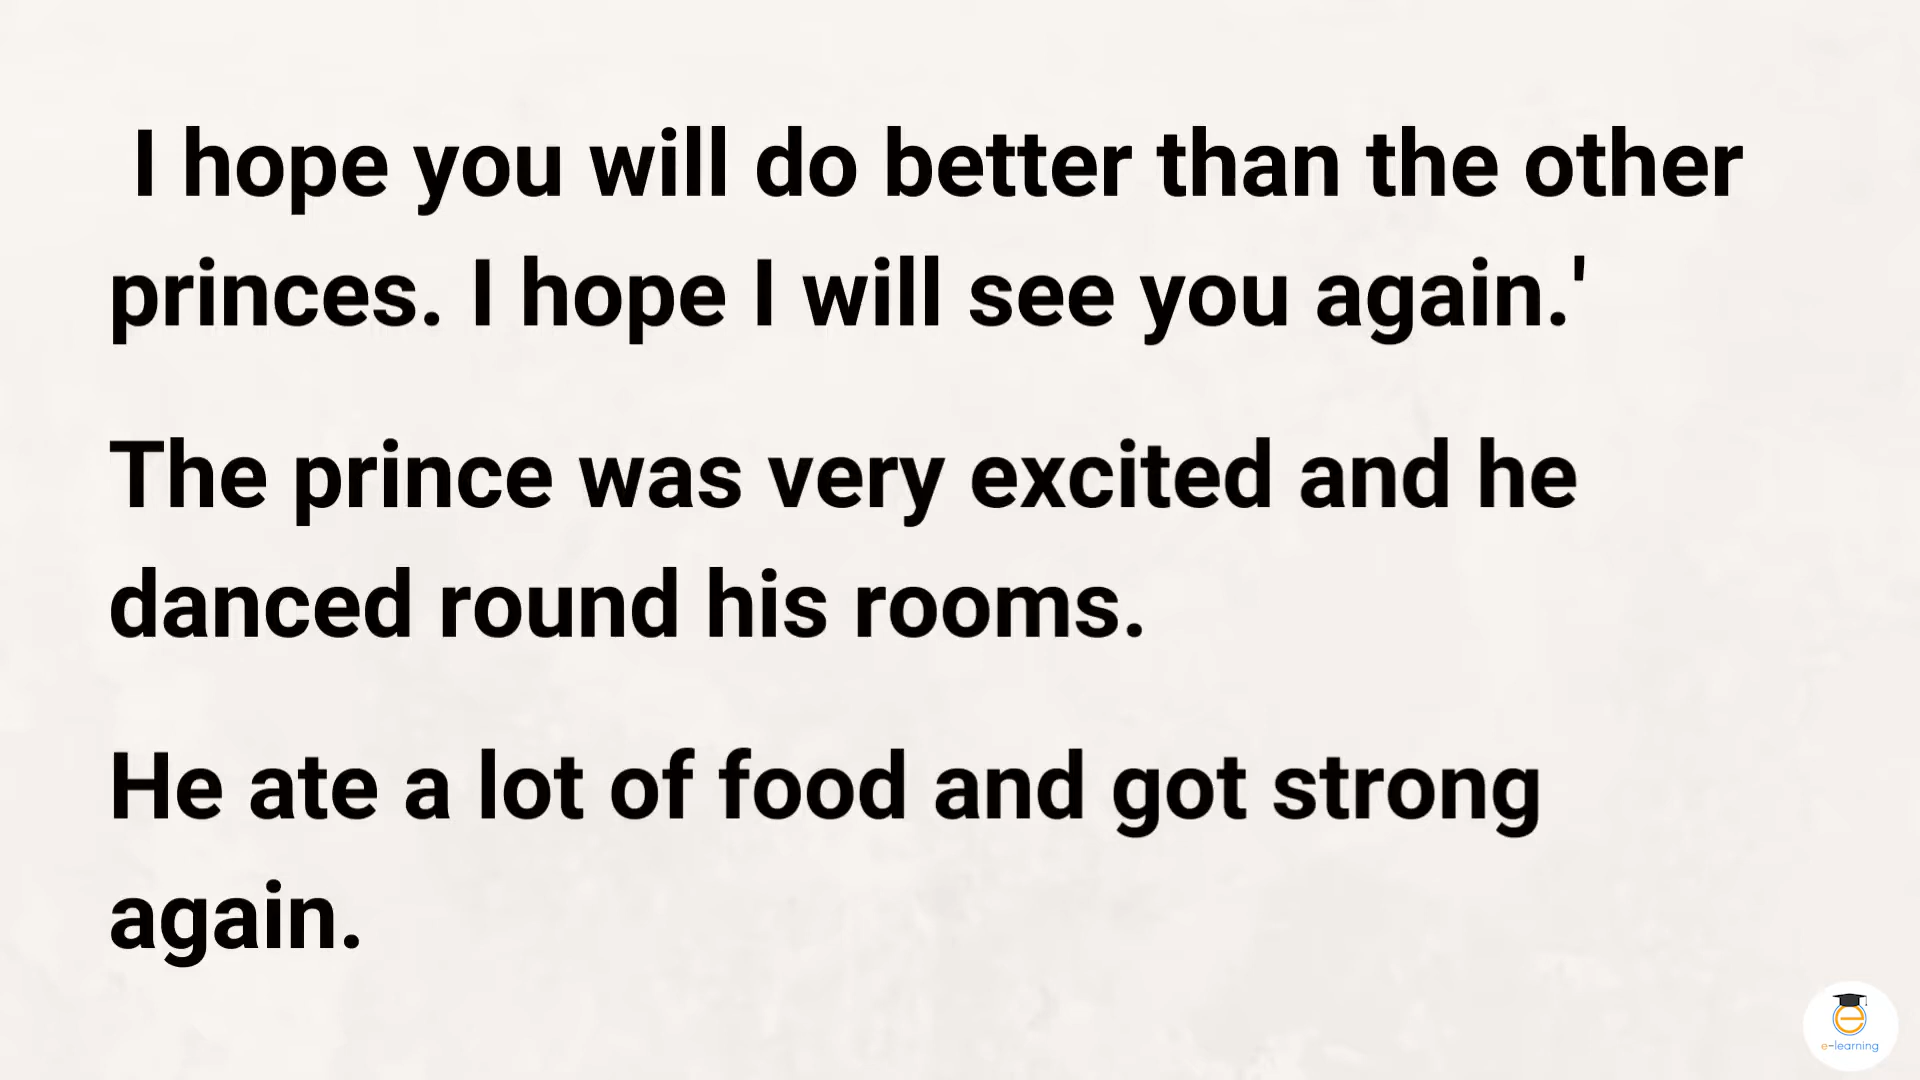 I hope you will do better than the other
princes. I hope I will see you again.'
The prince was very excited and he
danced round his rooms.
He ate a lot of food and got strong
again.
e-learning